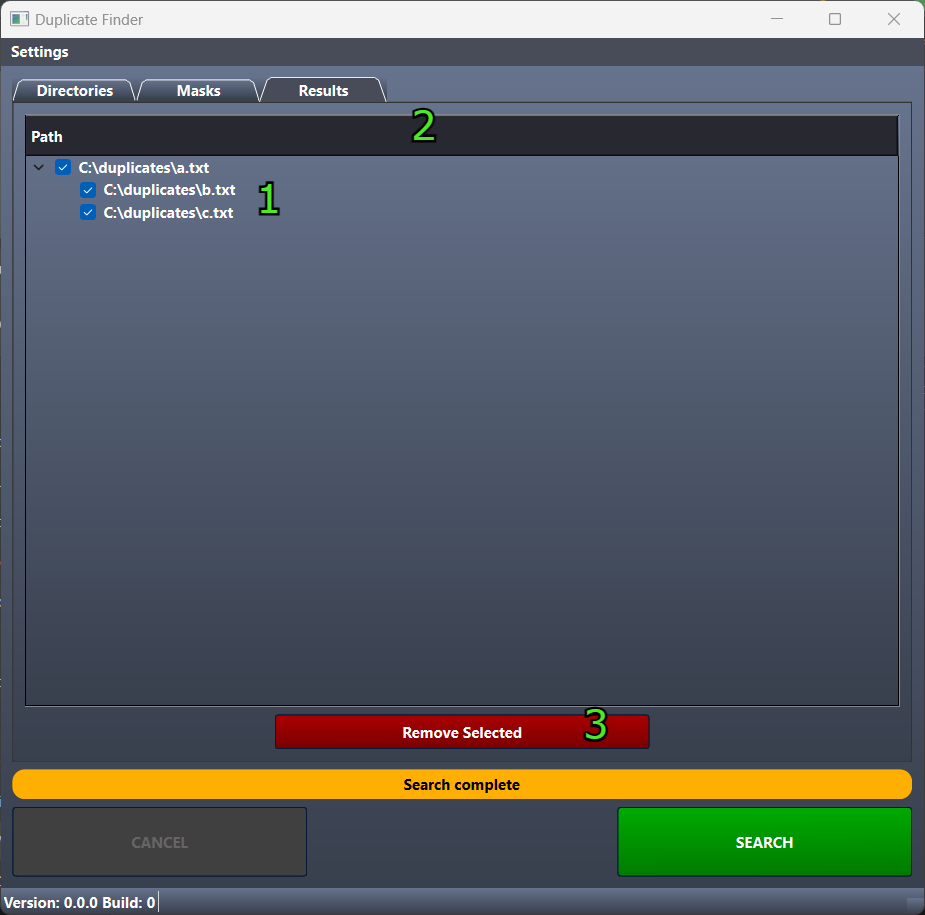 Duplicate Finder
Settings
Directories Masks Results
2
Path
C:\duplicates\a.txt
C:\duplicates\b.txt
1
C:\duplicates\c.txt
3
Remove Selected
Search complete
CANCEL SEARCH
Version: 0.0.0 Build: 0